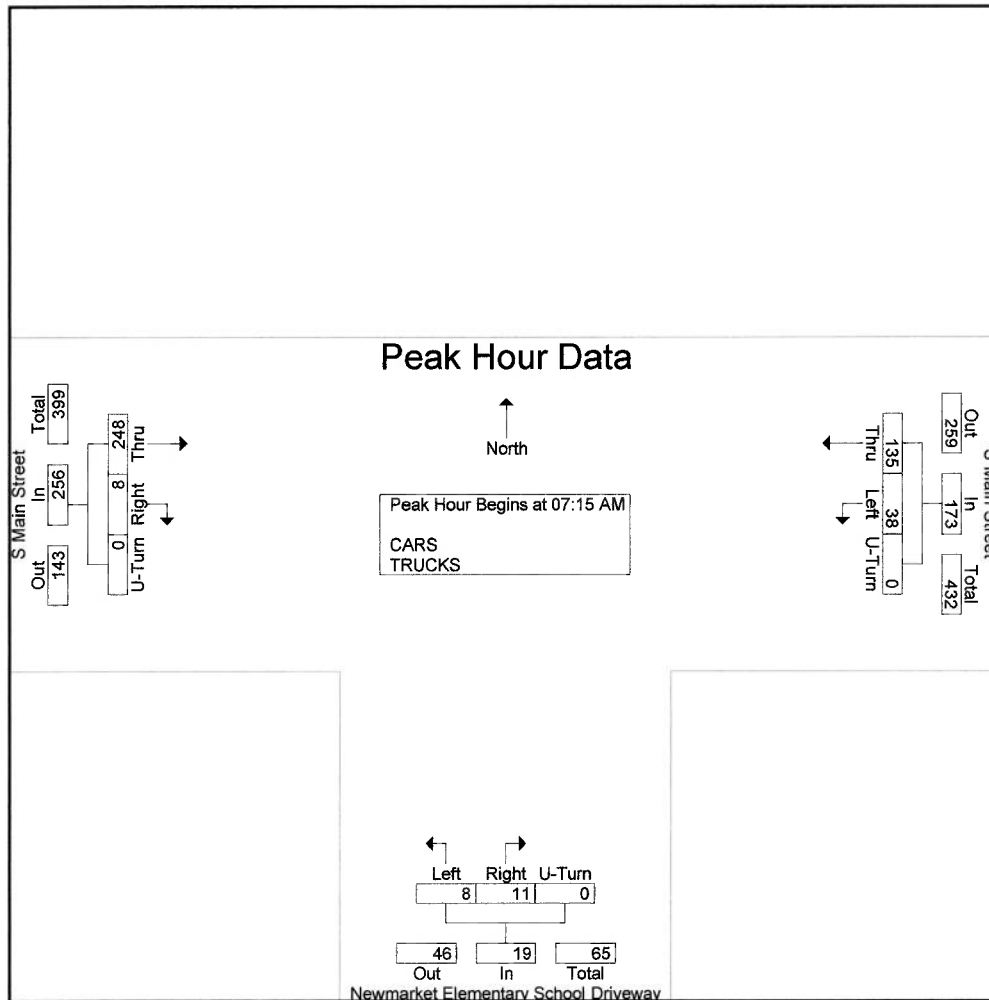 Peak Hour Data
North
Peak Hour Begins at 07:15 AM
CARS
TRUCKS
S Main Street
Total
399
In
256
Out
143
248
Thru
8
Right
0
U-Turn
Thru
135
Left
38
U-Turn
0
Out
259
In
173
Total
432
Main Street
Left Right U-Turn
8 11 0
46 19 65
Out In Total
Newmarket Elementary School Driveway